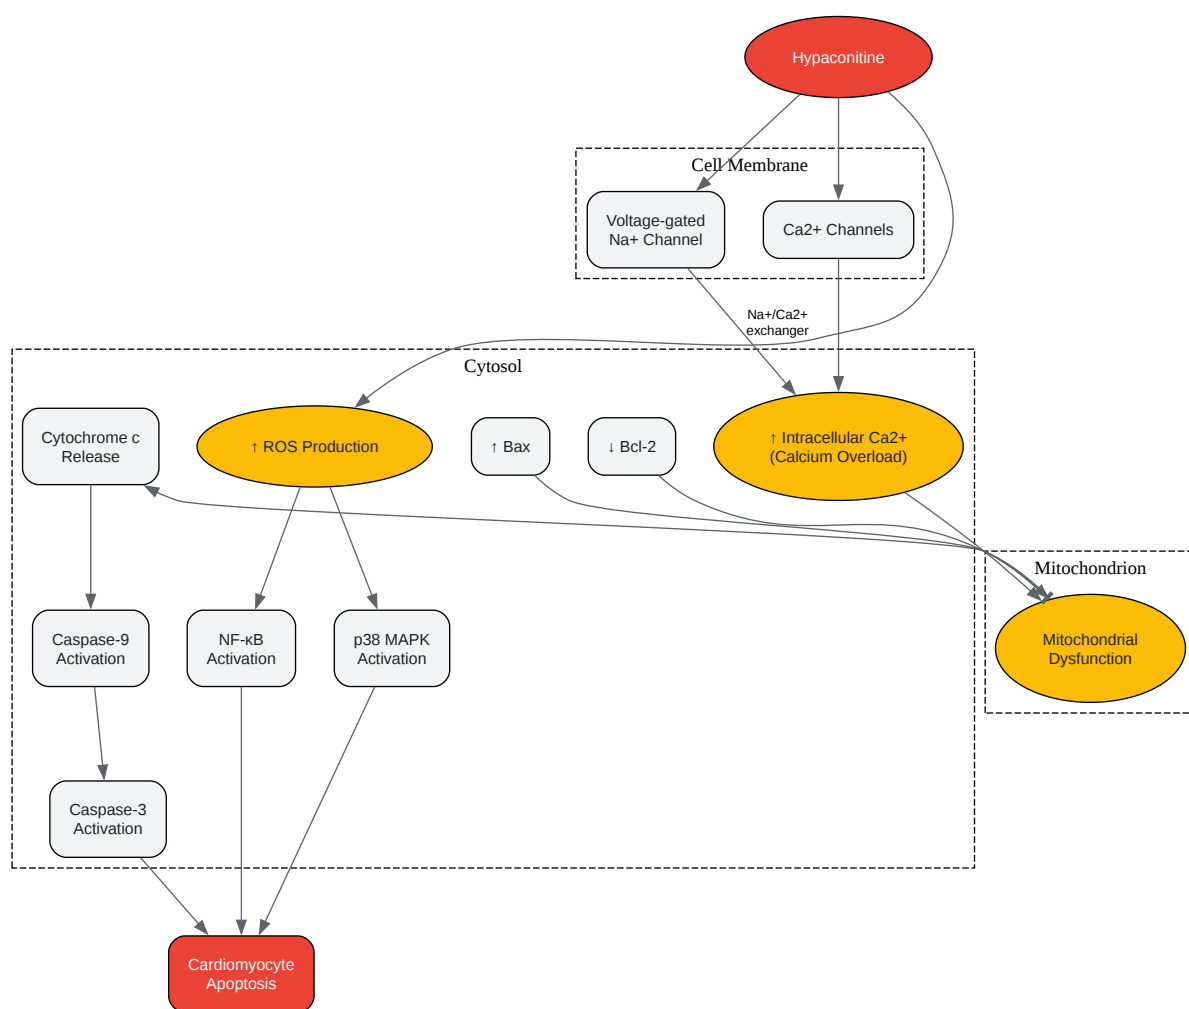 Hypaconitine
Cell Membrane
Voltage-gated
Na+ Channel
Ca2+ Channels
Na+/Ca2+
exchanger
Cytosol
Cytochrome c
Release
↑ ROS Production
↑ Bax
↓ Bcl-2
↑ Intracellular Ca2+
(Calcium Overload)
Mitochondrion
Mitochondrial
Dysfunction
Caspase-9
Activation
NF-κB
Activation
p38 MAPK
Activation
Caspase-3
Activation
Cardiomyocyte
Apoptosis